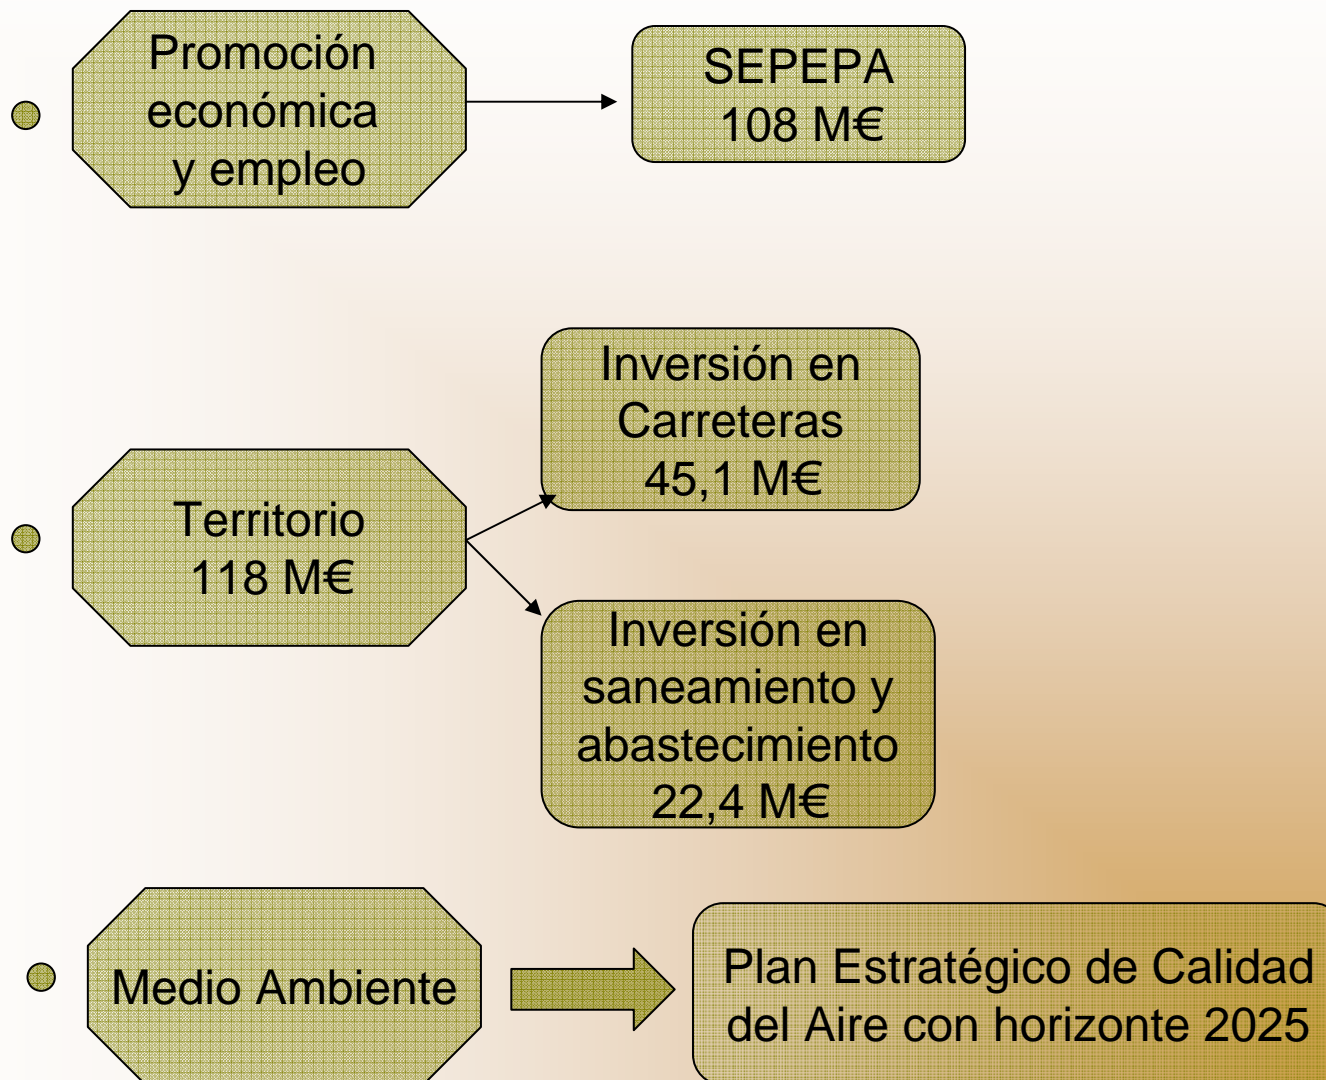 Promoción
económica
y empleo
SEPEPA
108 M€
Territorio
118 M€
Inversión en
Carreteras
45,1 M€
Inversión en
saneamiento y
abastecimiento
22,4 M€
Medio Ambiente
Plan Estratégico de Calidad
del Aire con horizonte 2025